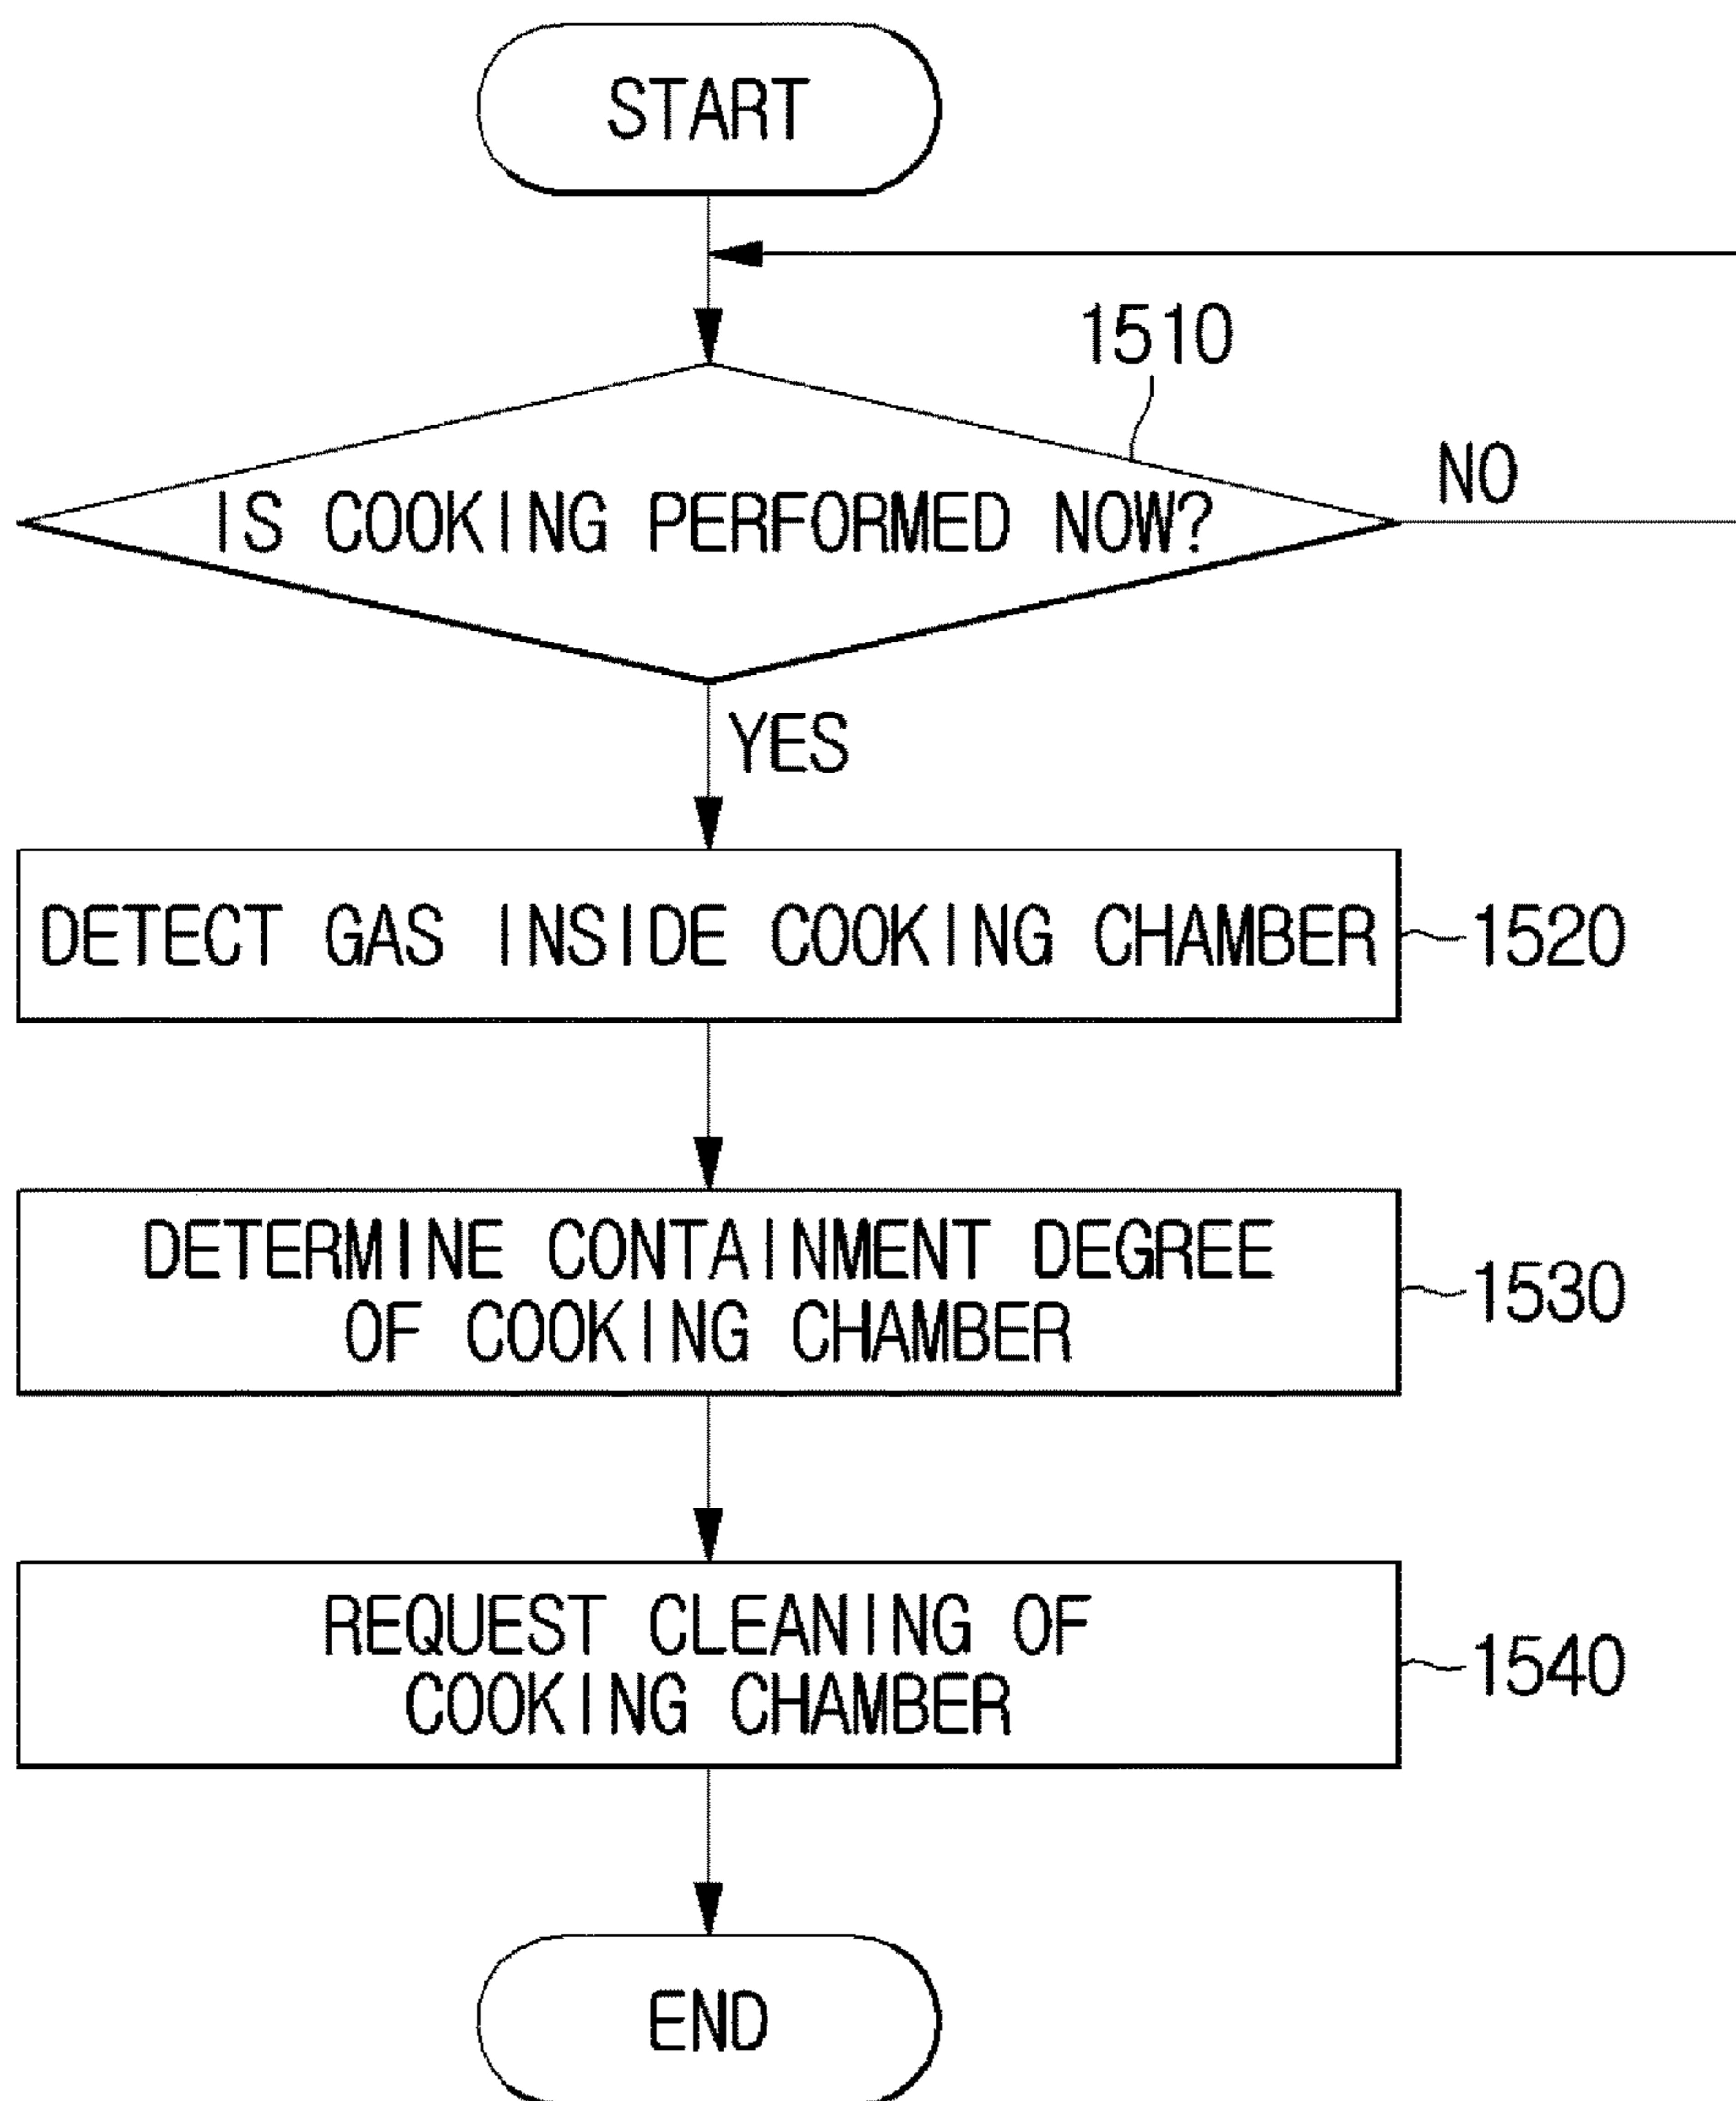 START
1510
IS COOKING PERFORMED NOW?
NO
YES
DETECT GAS INSIDE COOKING CHAMBER
1520
DETERMINE CONTAINMENT DEGREE
OF COOKING CHAMBER
1530
REQUEST CLEANING OF
COOKING CHAMBER
1540
END